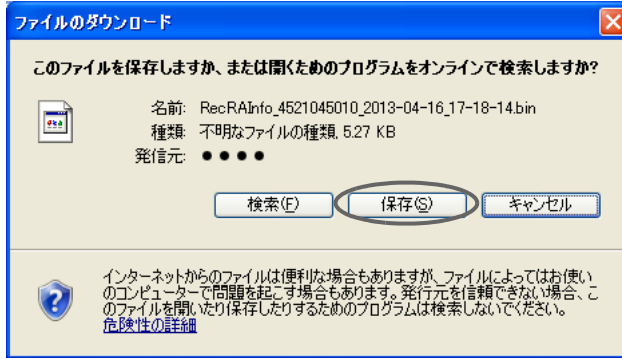 ファイルのダウンロード
このファイルを保存しますか、または開くためのプログラムをオンラインで検索しますか?
名前: RecRAInfo_4521045010_2013-04-16_17-18-14.bin
種類: 不明なファイルの種類, 5.27 KB
発信元: ●●●●
検索(F) 保存(S) キャンセル
インターネットからのファイルは便利な場合もありますが、ファイルによってはお使い
のコンピューターで問題を起こす場合もあります。発行元を信頼できない場合、こ
のファイルを開いたり保存したりするためのプログラムは検索しないでください。
危険性の詳細